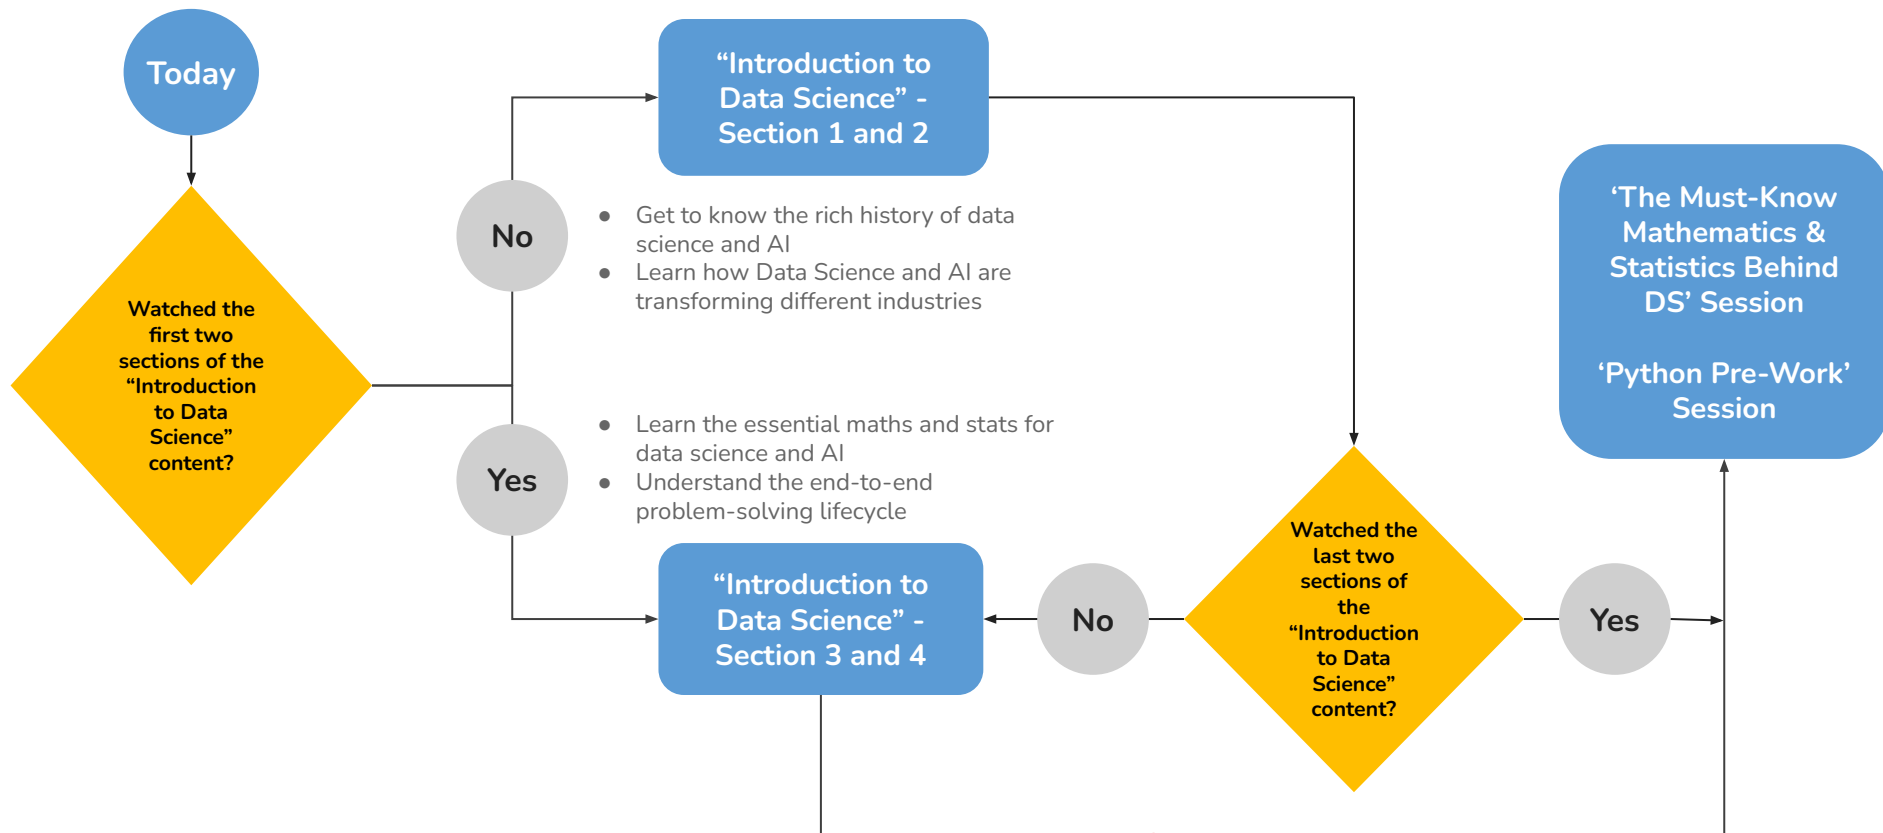 Today
Watched the
first two
sections of the
“Introduction
to Data
Science”
content?
No
“Introduction to
Data Science” -
Section 1 and 2
● Get to know the rich history of data
science and AI
● Learn how Data Science and AI are
transforming different industries
Yes
● Learn the essential maths and stats for
data science and AI
● Understand the end-to-end
problem-solving lifecycle
“Introduction to
Data Science” -
Section 3 and 4
No
Watched the
last two
sections of
the
“Introduction
to Data
Science”
content?
Yes
‘The Must-Know
Mathematics &
Statistics Behind
DS’ Session
‘Python Pre-Work’
Session